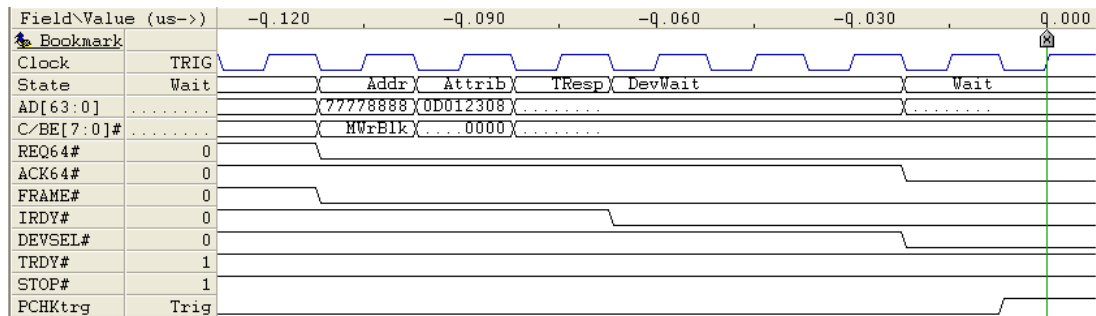 Field\Value (us->) -0.120 -0.090 -0.060 -0.030 0.000
Bookmark
Clock TRIG
State Wait Addr Attrib TResp DevWait Wait
AD[63:0] ........ 77778888 0D012308 ........ ........
C/BE[7:0]# ........ MWrBlk ....0000 ........
REQ64# 0
ACK64# 0
FRAME# 0
IRDY# 0
DEVSEL# 0
TRDY# 1
STOP# 1
PCHKtrg Trig